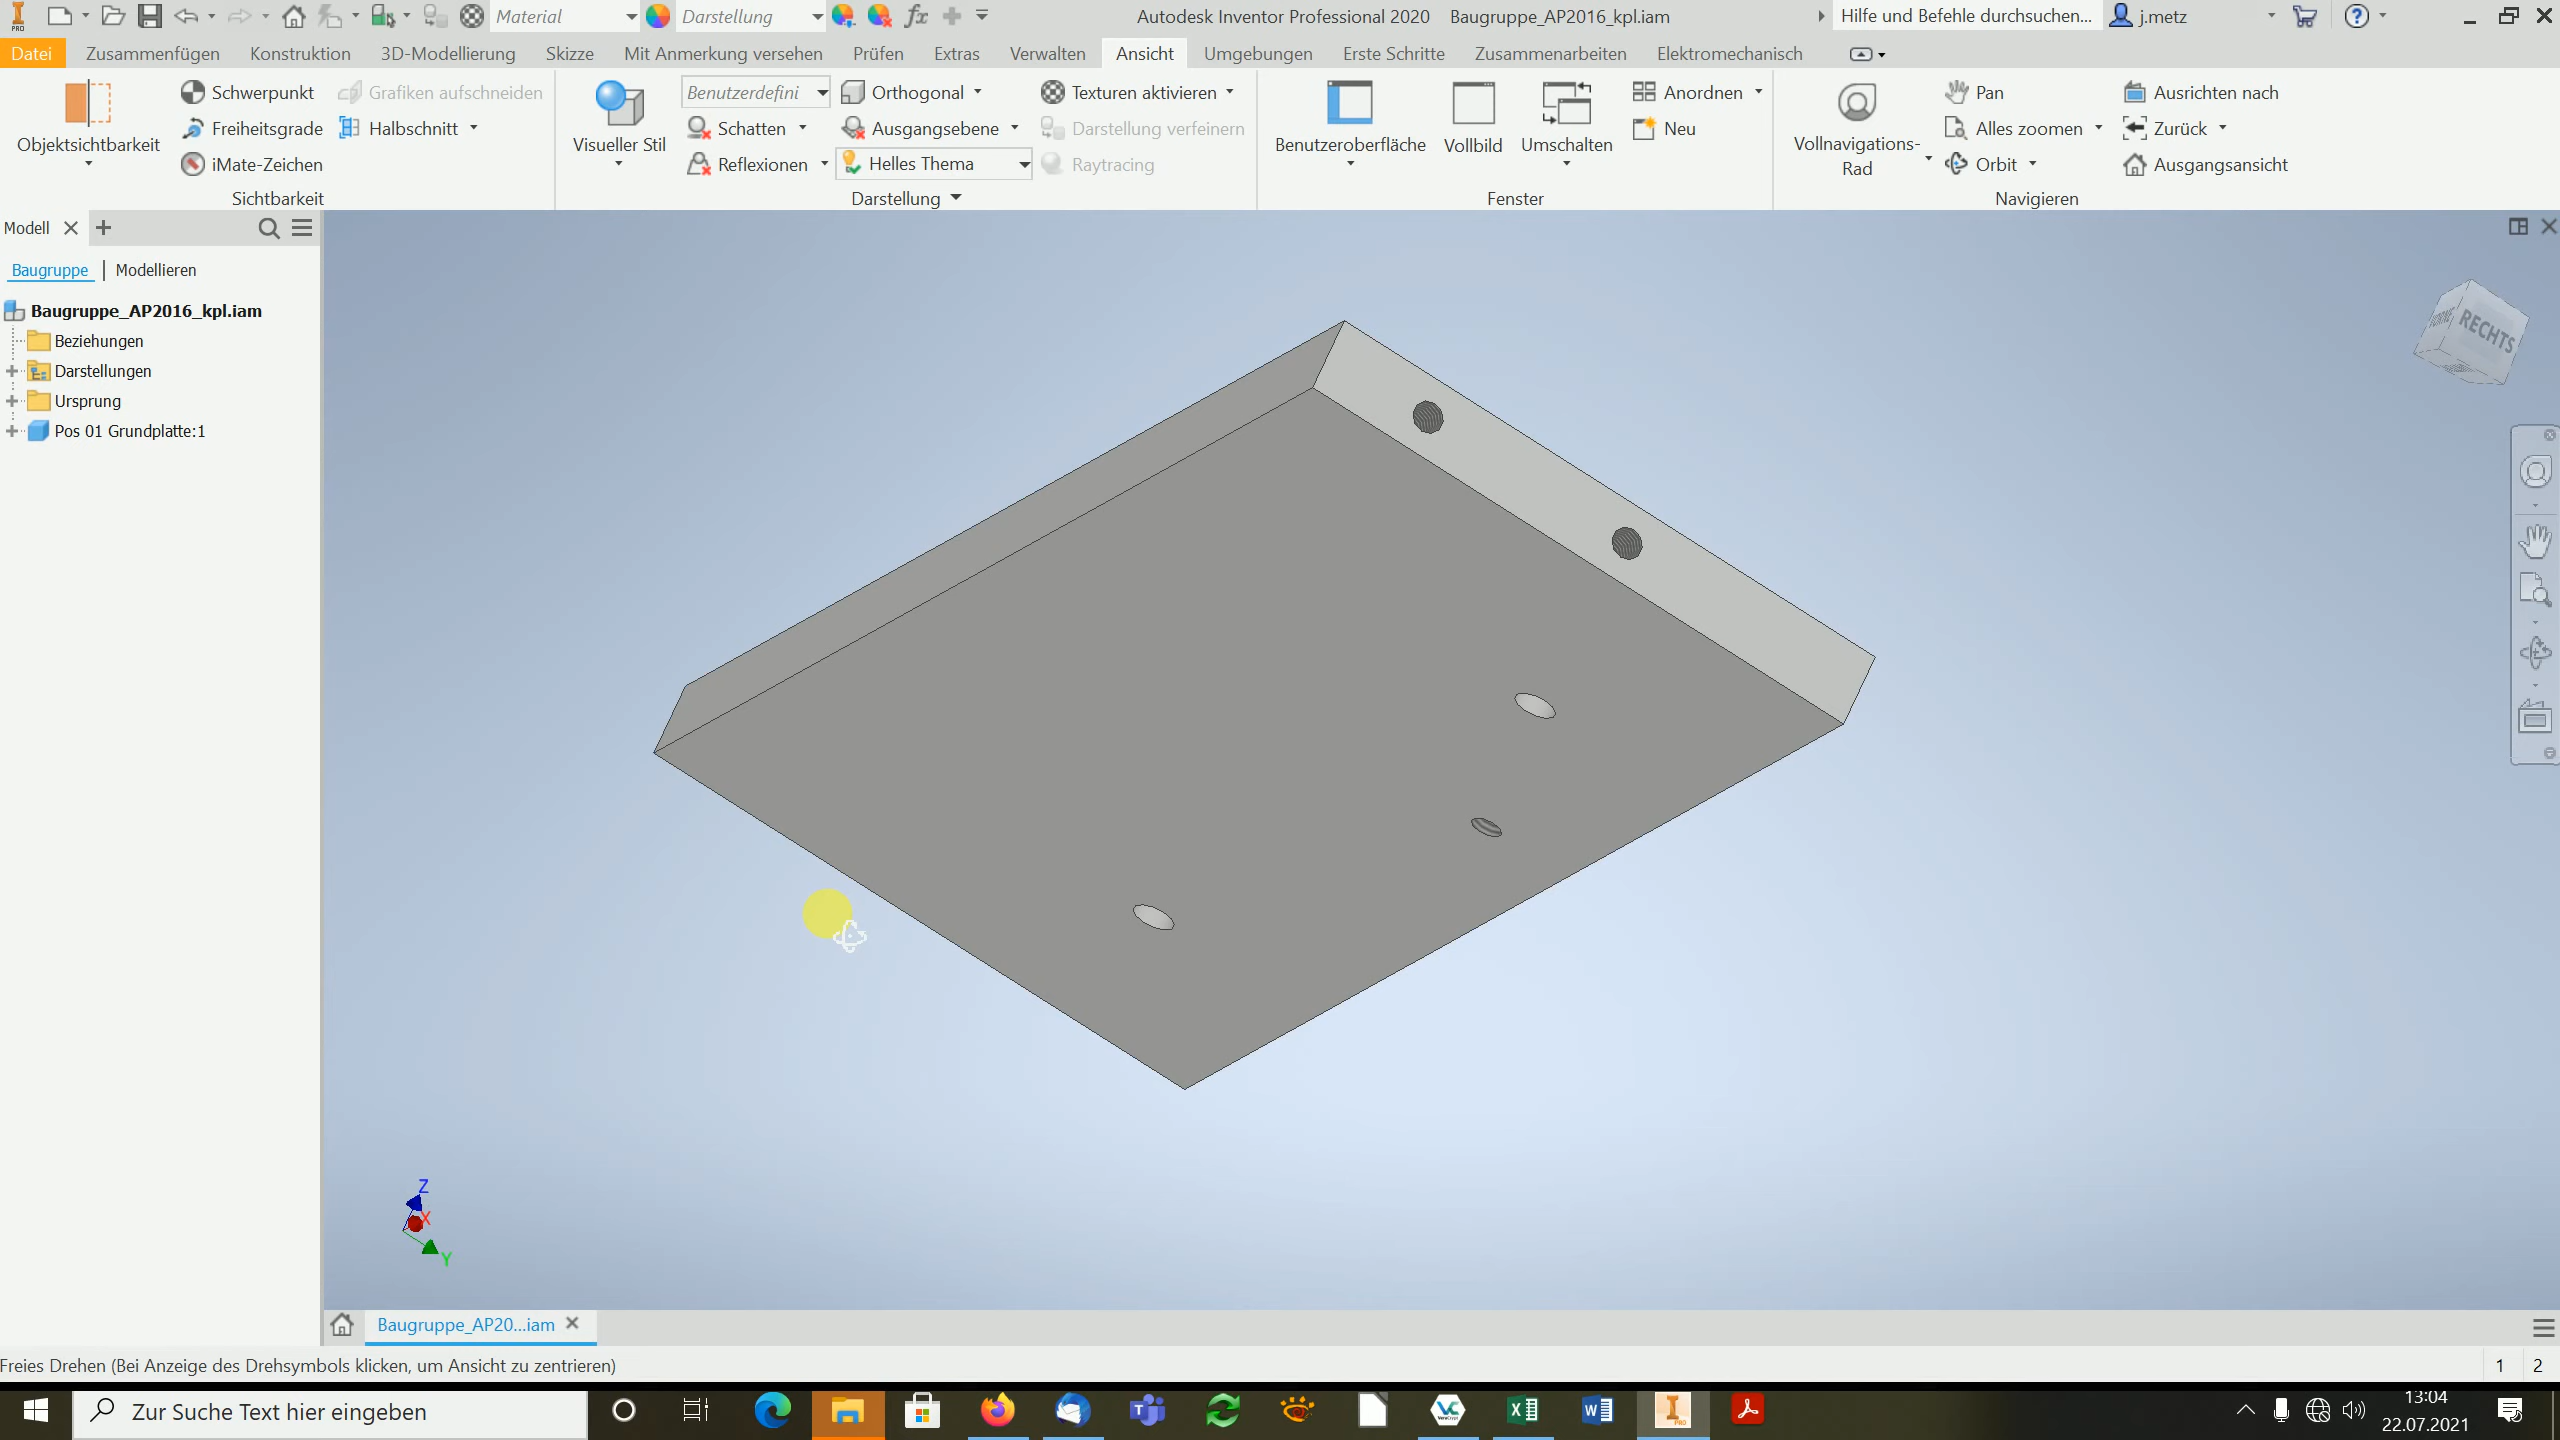 Material
Darstellung
Autodesk Inventor Professional 2020 Baugruppe_AP2016_kpl.iam
Hilfe und Befehle durchsuchen...
j.metz
Datei Zusammenfügen Konstruktion 3D-Modellierung Skizze Mit Anmerkung versehen Prüfen Extras Verwalten Ansicht Umgebungen Erste Schritte Zusammenarbeiten Elektromechanisch
Objektsichtbarkeit
Schwerpunkt
Freiheitsgrade
iMate-Zeichen
Grafiken aufschneiden
Halbschnitt
Sichtbarkeit
Visueller Stil
Benutzerdefini
Schatten
Reflexionen
Orthogonal
Ausgangsebene
Helles Thema
Texturen aktivieren
Darstellung verfeinern
Raytracing
Darstellung
Benutzeroberfläche
Vollbild
Umschalten
Anordnen
Neu
Fenster
Vollnavigations-
Rad
Pan
Alles zoomen
Orbit
Ausrichten nach
Zurück
Ausgangsansicht
Navigieren
Modell
Baugruppe | Modellieren
Baugruppe_AP2016_kpl.iam
Beziehungen
Darstellungen
Ursprung
Pos 01 Grundplatte:1
RECHTS
Z
X
Y
Baugruppe_AP20...iam
Freies Drehen (Bei Anzeige des Drehsymbols klicken, um Ansicht zu zentrieren)
1 2
Zur Suche Text hier eingeben
13:04
22.07.2021